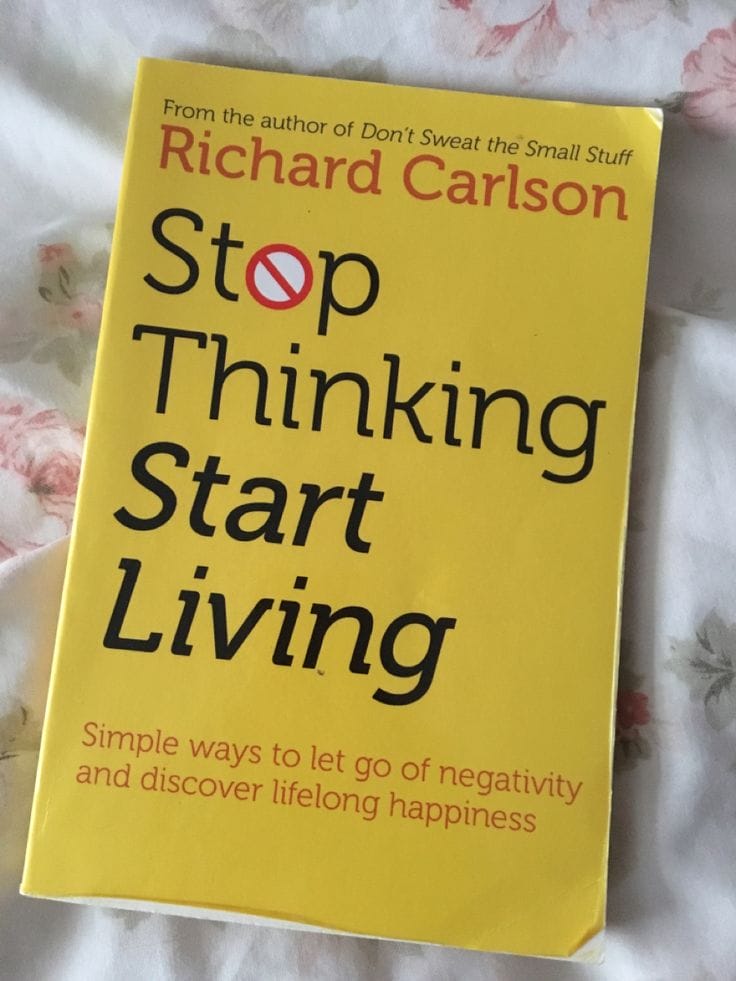 From the author of Don't Sweat the Small Stuff
Richard Carlson
Stop
Thinking
Start
Living
Simple ways to let go of negativity
and discover lifelong happiness